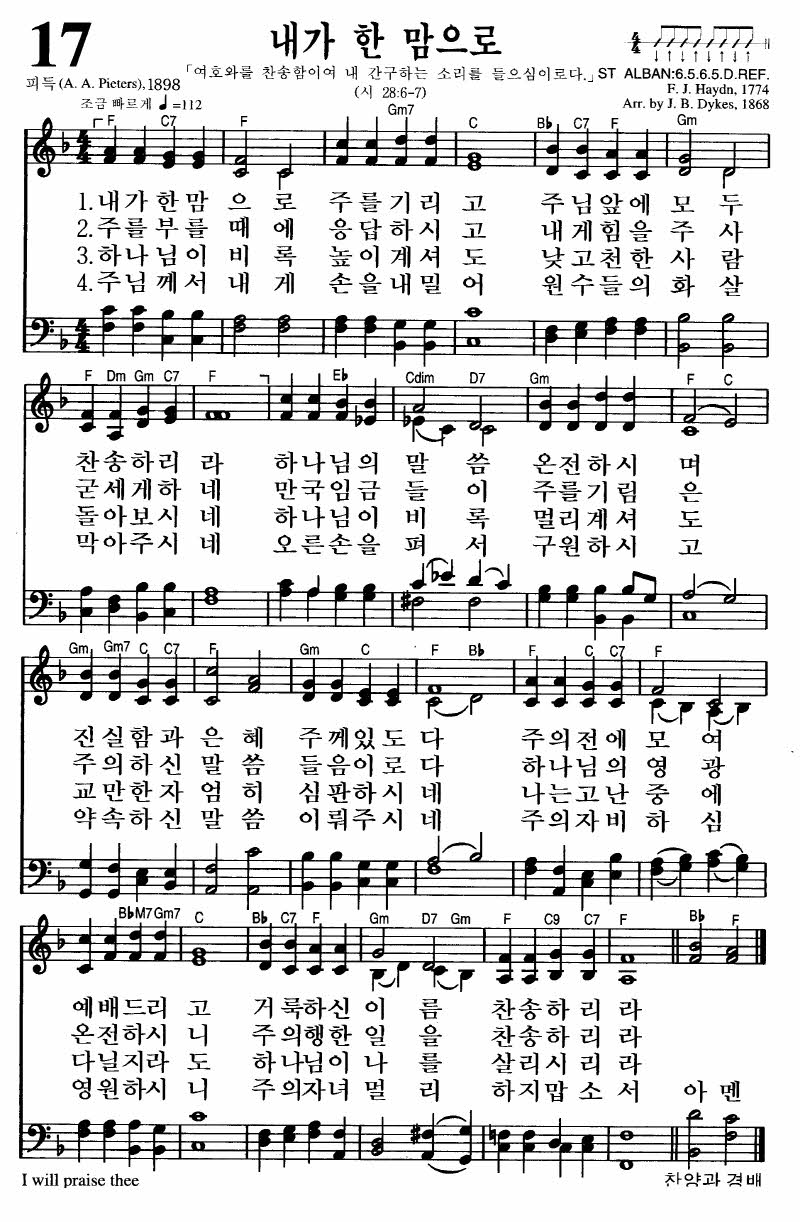 17
내가 한 맘으로
피득(A. A. Pieters),1898
「여호와를 찬송함이여 내 간구하는 소리를 들으심이로다.」
ST ALBAN:6.5.6.5.D.REF.
조금 빠르게 ♩=112
(시 28:6-7)
F. J. Haydn, 1774
Arr. by J. B. Dykes, 1868
F C7 F Gm7 C B♭ C7 F Gm
1.내가한맘 으로 주를기리 고 주님앞에 모두
2.주를부를 때에 응답하시 고 내게힘을 주사
3.하나님이 비록 높이계셔 도 낮고천한 사람
4.주님께서 내게 손을내밀 어 원수들의 화살
F Dm Gm C7 F E♭ Cdim D7 Gm F C
찬송하리 라 하나님의 말씀 온전하시 며
굳세게하 네 만국임금 들이 주를기림 은
돌아보시 네 하나님이 비록 멀리계셔 도
막아주시 네 오른손을 펴서 구원하시 고
Gm Gm7 C C7 F Gm C F B♭ F C C7 F
진실함과 은혜 주께있도 다 주의전에 모여
주의하신 말씀 들음이로 다 하나님의 영광
교만한자 엄히 심판하시 네 나는고난 중에
약속하신 말씀 이뤄주시 네 주의자비 하심
B♭M7 Gm7 C B♭ C7 F Gm D7 Gm F C9 C7 F B♭ F
예배드리 고 거룩하신 이름 찬송하리 라
온전하시 니 주의행한 일을 찬송하리 라
다닐지라 도 하나님이 나를 살리시리 라
영원하시 니 주의자녀 멀리 하지맙소 서 아멘
I will praise thee
찬양과 경배